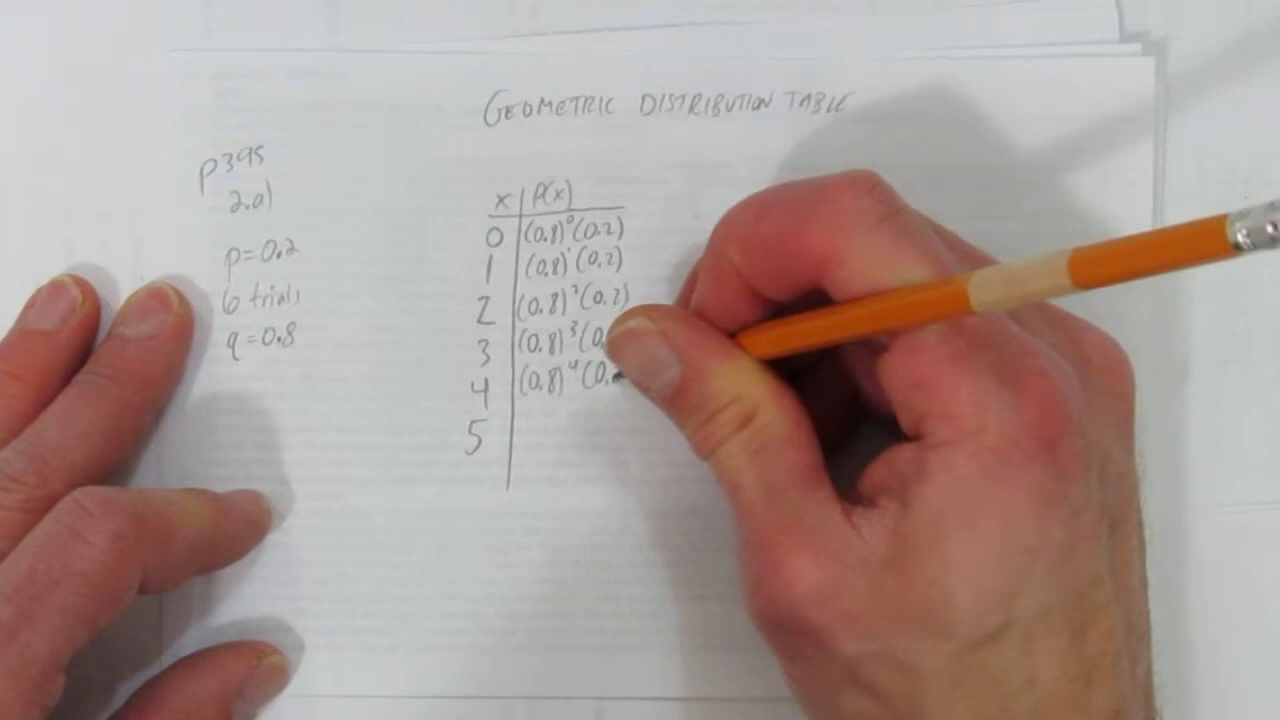 GEOMETRIC DISTRIBUTION TABLE
p395
2.a)
p=0.2
6 trials
q=0.8
x P(x)
0 (0.8)⁰(0.2)
1 (0.8)¹(0.2)
2 (0.8)²(0.2)
3 (0.8)³(0.
4 (0.8)⁴(0.
5